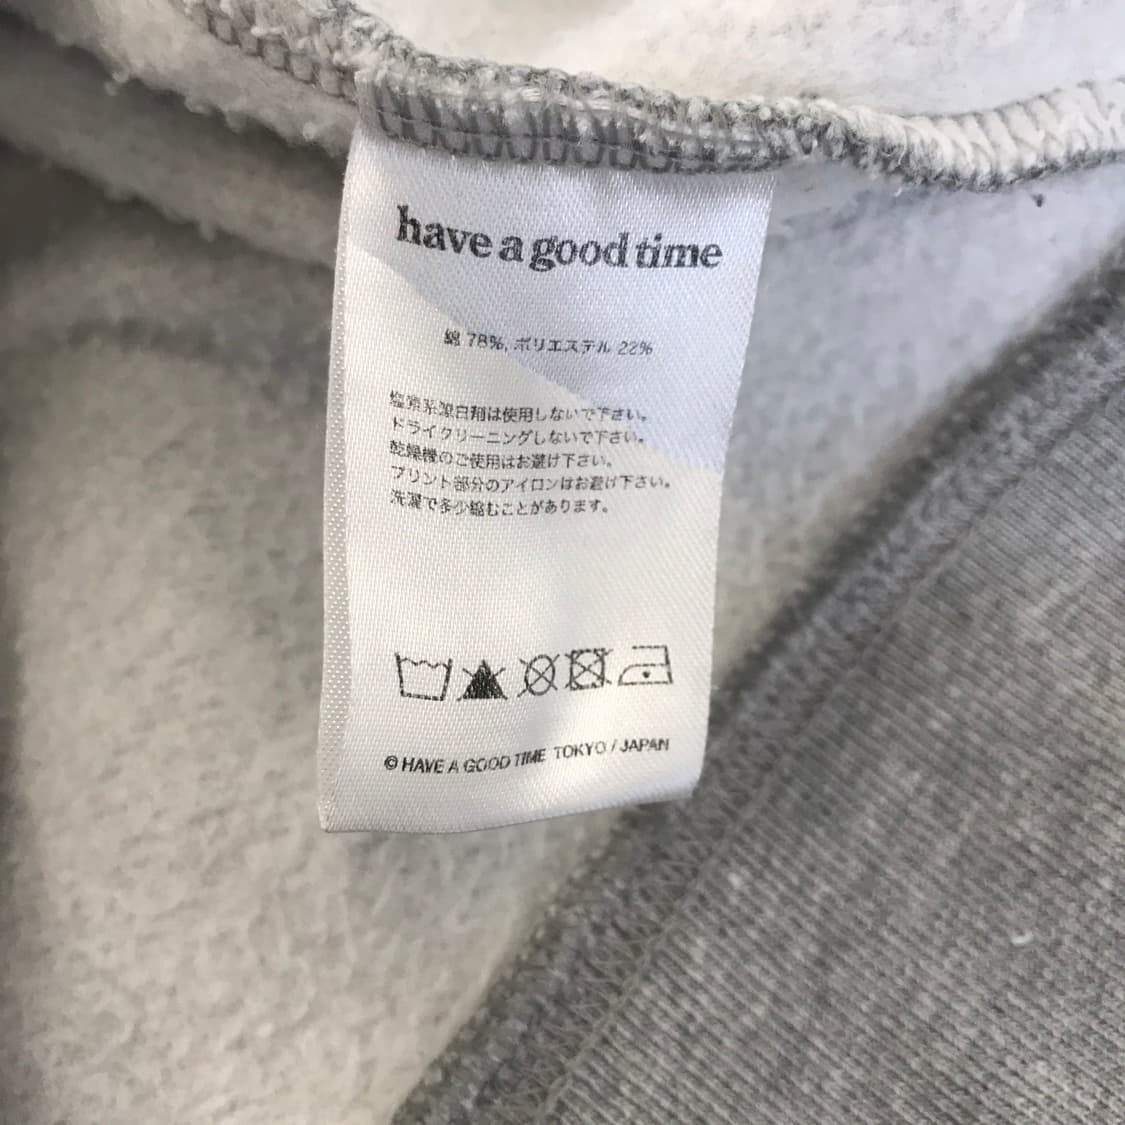 have a good time
綿 78%, ポリエステル 22%
塩素系漂白剤は使用しないで下さい。
ドライクリーニングしないで下さい。
乾燥機のご使用はお避け下さい。
プリント部分のアイロンはお避け下さい。
洗濯で多少縮むことがあります。
© HAVE A GOOD TIME TOKYO / JAPAN